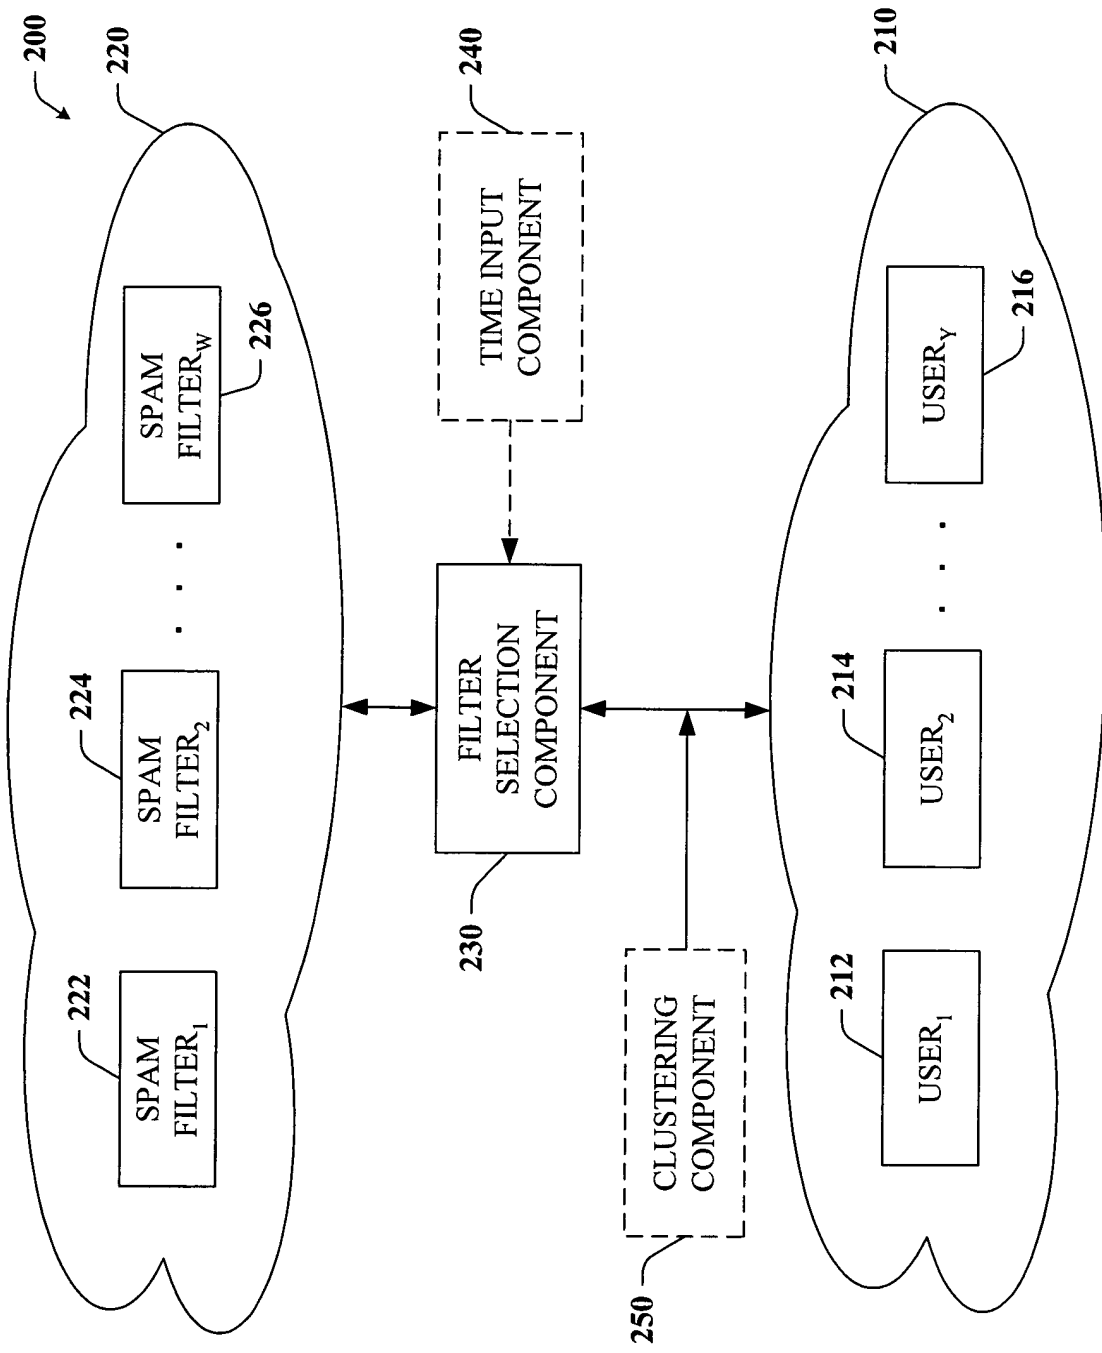 200
220
222
SPAM
FILTER1
224
SPAM
FILTER2
. . .
SPAM
FILTERW
226
230
FILTER
SELECTION
COMPONENT
240
TIME INPUT
COMPONENT
250
CLUSTERING
COMPONENT
210
212
USER1
214
USER2
. . .
USERY
216